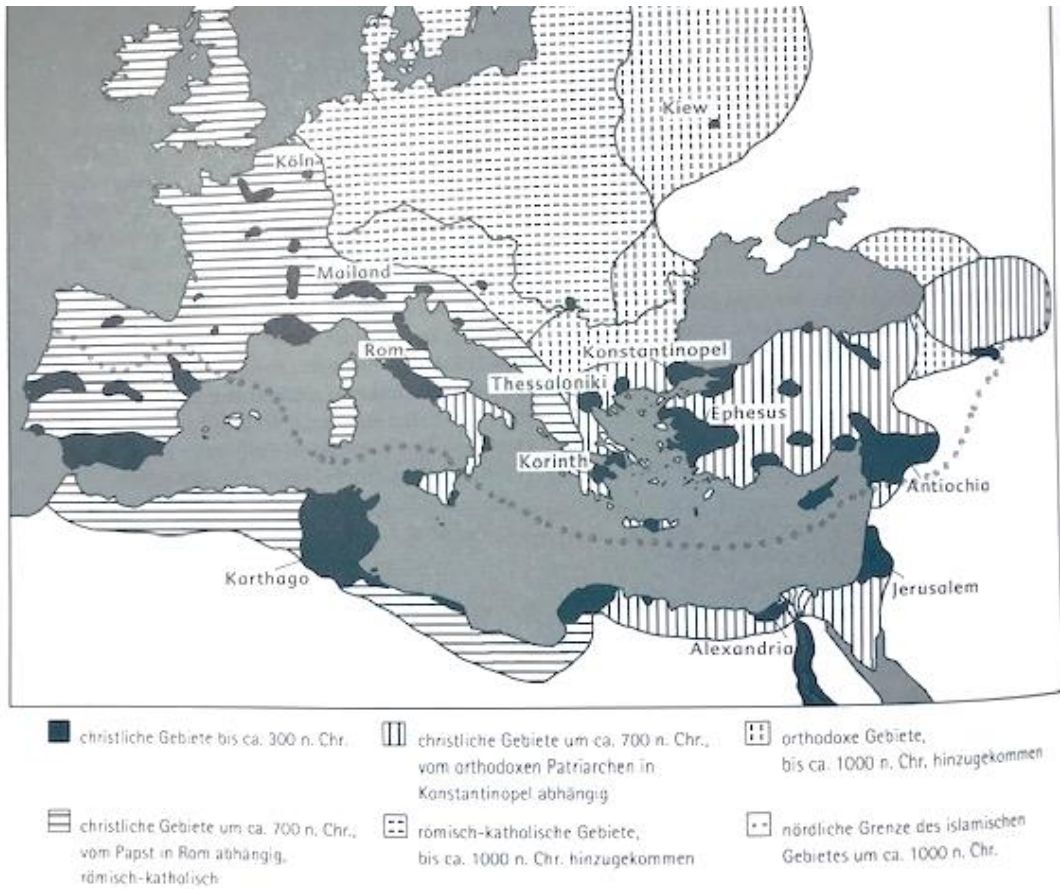 Kiew
Köln
Mailand
Rom
Konstantinopel
Thessaloniki
Ephesus
Korinth
Antiochia
Karthago
Jerusalem
Alexandria
christliche Gebiete bis ca. 300 n. Chr.
christliche Gebiete um ca. 700 n. Chr.,
vom orthodoxen Patriarchen in
Konstantinopel abhängig
orthodoxe Gebiete,
bis ca. 1000 n. Chr. hinzugekommen
christliche Gebiete um ca. 700 n. Chr.,
vom Papst in Rom abhängig,
römisch-katholisch
römisch-katholische Gebiete,
bis ca. 1000 n. Chr. hinzugekommen
nördliche Grenze des islamischen
Gebietes um ca. 1000 n. Chr.